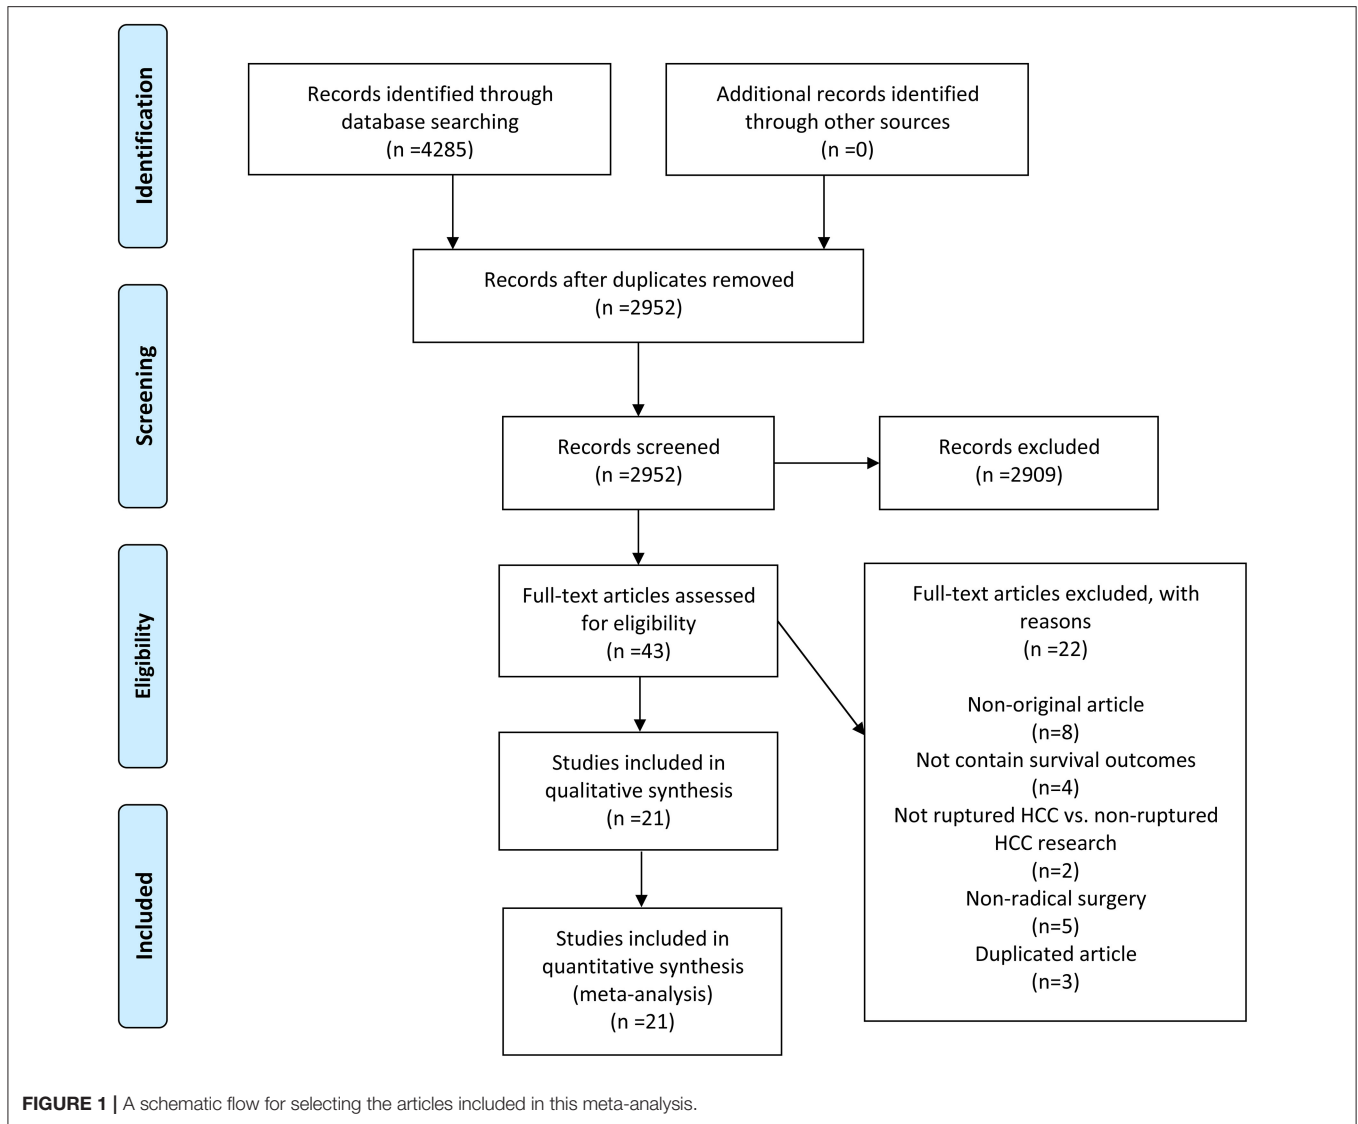 Identification
Records identified through
database searching
(n =4285)
Additional records identified
through other sources
(n =0)
Records after duplicates removed
(n =2952)
Screening
Records screened
(n =2952)
Records excluded
(n =2909)
Eligibility
Full-text articles assessed
for eligibility
(n =43)
Full-text articles excluded, with
reasons
(n =22)
Non-original article
(n=8)
Not contain survival outcomes
(n=4)
Not ruptured HCC vs. non-ruptured
HCC research
(n=2)
Non-radical surgery
(n=5)
Duplicated article
(n=3)
Studies included in
qualitative synthesis
(n =21)
Included
Studies included in
quantitative synthesis
(meta-analysis)
(n =21)
FIGURE 1 | A schematic flow for selecting the articles included in this meta-analysis.